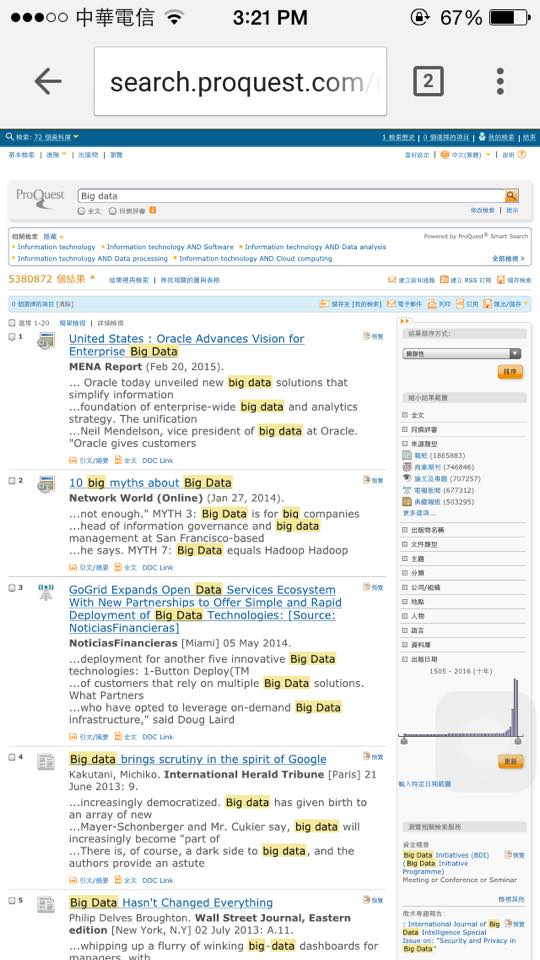 中華電信 3:21 PM 67%
search.proquest.com/
2
檢索: 72 個資料庫
1 檢索歷史 | 0 個選擇的項目 | 我的檢索 | 結束
基本檢索 | 進階 | 出版物 | 瀏覽
喜好設定 | 中文(繁體) | 說明
ProQuest
Big data
全文 同儕評審
修改檢索 | 提示
相關檢索 隱藏
Powered by ProQuest® Smart Search
Information technology Information technology AND Software Information technology AND Data analysis
Information technology AND Data processing Information technology AND Cloud computing
全部檢視 >
5380872 個結果 *
結果裡再檢索 | 尋找相關的圖與表格
建立新知通報 建立 RSS 訂閱 儲存檢索
0 個選擇的項目 [清除]
儲存至 [我的檢索] 電子郵件 列印 引用 匯出/儲存
選擇 1-20 簡單檢視 | 詳細檢視
1
United States : Oracle Advances Vision for
Enterprise Big Data
預覽
MENA Report (Feb 20, 2015).
... Oracle today unveiled new big data solutions that
simplify information
...foundation of enterprise-wide big data and analytics
strategy. The unification
...Neil Mendelson, vice president of big data at Oracle.
"Oracle gives customers
引文/摘要 全文 DDC Link
2
10 big myths about Big Data
預覽
Network World (Online) (Jan 27, 2014).
...not enough." MYTH 3: Big Data is for big companies
...head of information governance and big data
management at San Francisco-based
...he says. MYTH 7: Big Data equals Hadoop Hadoop
引文/摘要 全文 DDC Link
3
GoGrid Expands Open Data Services Ecosystem
With New Partnerships to Offer Simple and Rapid
Deployment of Big Data Technologies: [Source:
NoticiasFinancieras]
預覽
NoticiasFinancieras [Miami] 05 May 2014.
...deployment for another five innovative Big Data
technologies: 1-Button Deploy(TM
...of customers that rely on multiple Big Data solutions.
What Partners
...who have opted to leverage on-demand Big Data
infrastructure," said Doug Laird
引文/摘要 全文 DDC Link
4
Big data brings scrutiny in the spirit of Google
預覽
Kakutani, Michiko. International Herald Tribune [Paris] 21
June 2013: 9.
...increasingly democratized. Big data has given birth to
an array of new
...Mayer-Schonberger and Mr. Cukier say, big data will
increasingly become "part of
...There is, of course, a dark side to big data, and the
authors provide an astute
引文/摘要 全文 DDC Link
5
Big Data Hasn't Changed Everything
預覽
Philip Delves Broughton. Wall Street Journal, Eastern
edition [New York, N.Y] 02 July 2013: A.11.
...whipping up a flurry of winking big-data dashboards for
managers, with
結果排序方式:
關聯性
排序
縮小結果範圍
全文
同儕評審
來源類型
報紙 (1865883)
商會期刊 (746846)
論文及專題 (707257)
電報新聞 (677312)
典藏報紙 (503295)
更多選項...
出版物名稱
文件類型
主題
分類
公司/組織
地點
人物
語言
資料庫
出版日期
1505 - 2016 (十年)
更新
輸入特定日期範圍
瀏覽相關檢索服務
資金機會
Big Data Initiatives (BDI)
( Big Data Initiative
Programme)
預覽
Meeting or Conference or Seminar
檢視其他
徵求專題報告:
: International Journal of Big
Data Intelligence Special
Issue on: "Security and Privacy in
Big Data"
預覽